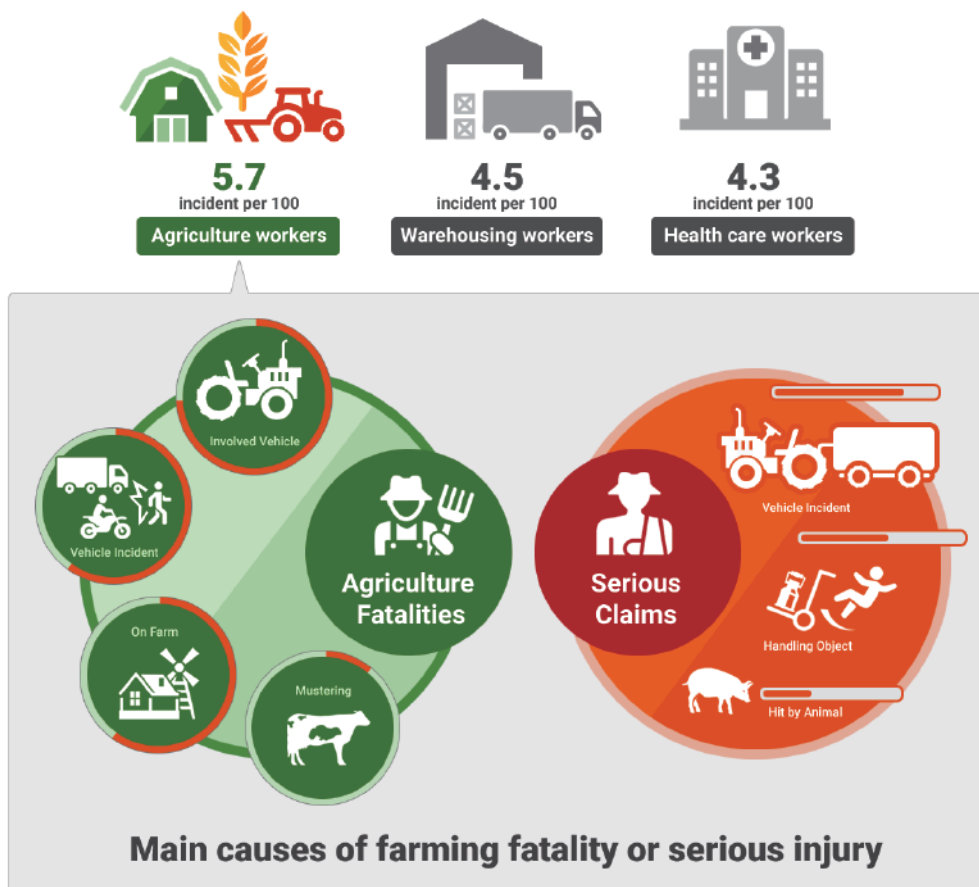 5.7
incident per 100
Agriculture workers
4.5
incident per 100
Warehousing workers
4.3
incident per 100
Health care workers
Involved Vehicle
Vehicle Incident
On Farm
Mustering
Agriculture
Fatalities
Serious
Claims
Vehicle Incident
Handling Object
Hit by Animal
Main causes of farming fatality or serious injury